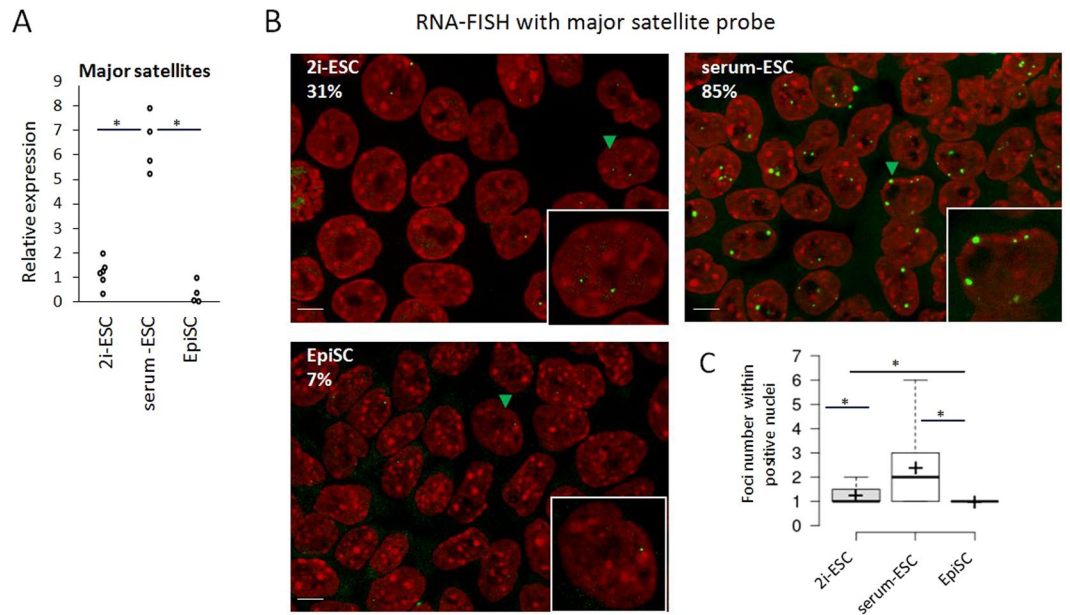 A
Major satellites
Relative expression
9
8
7
6
5
4
3
2
1
0
*
*
2i-ESC
serum -ESC
EpiSC
B
RNA-FISH with major satellite probe
2i-ESC
31%
serum-ESC
85%
EpiSC
7%
C
Foci number within
positive nuclei
7
6
5
4
3
2
1
0
*
*
*
2i-ESC
serum-ESC
EpiSC